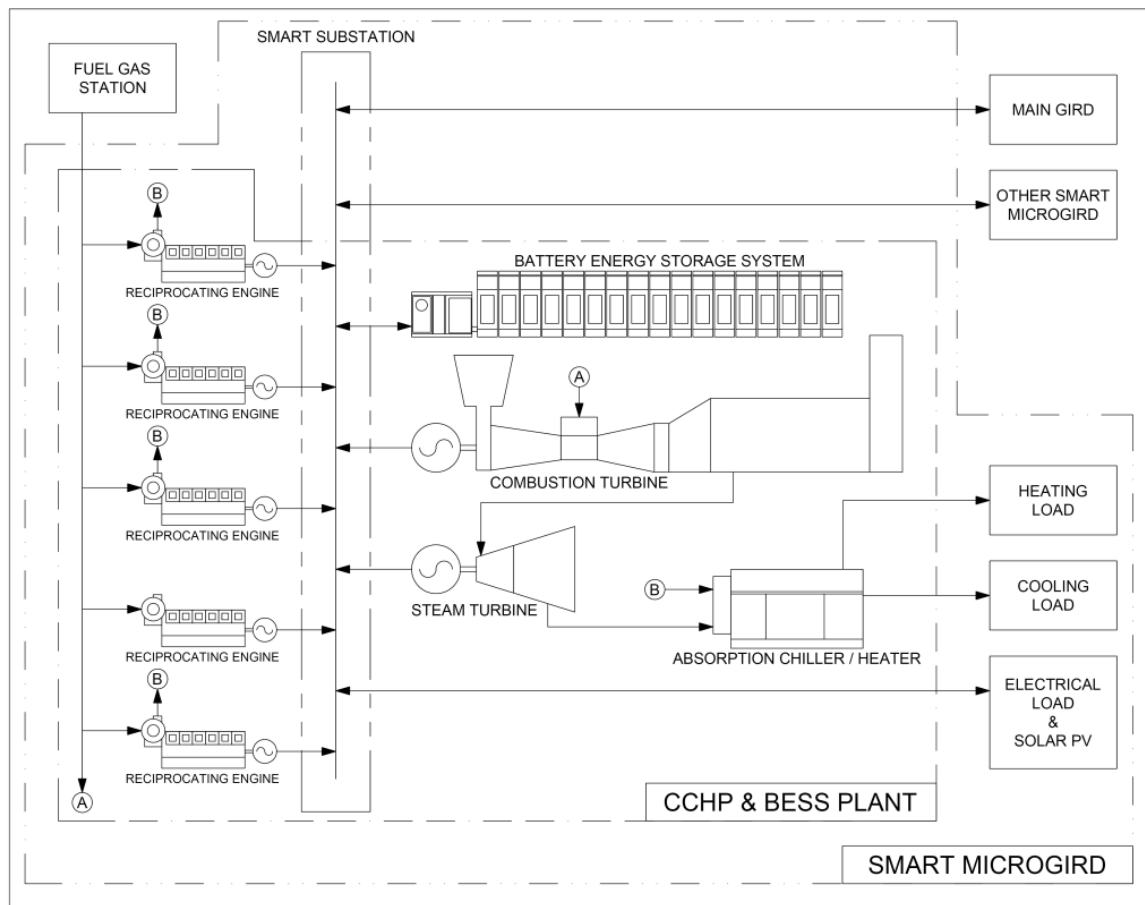 SMART SUBSTATION
FUEL GAS
STATION
MAIN GIRD
OTHER SMART
MICROGIRD
B
RECIPROCATING ENGINE
B
RECIPROCATING ENGINE
B
RECIPROCATING ENGINE
RECIPROCATING ENGINE
B
RECIPROCATING ENGINE
A
BATTERY ENERGY STORAGE SYSTEM
A
COMBUSTION TURBINE
STEAM TURBINE
B
ABSORPTION CHILLER / HEATER
HEATING
LOAD
COOLING
LOAD
ELECTRICAL
LOAD
&
SOLAR PV
CCHP & BESS PLANT
SMART MICROGIRD